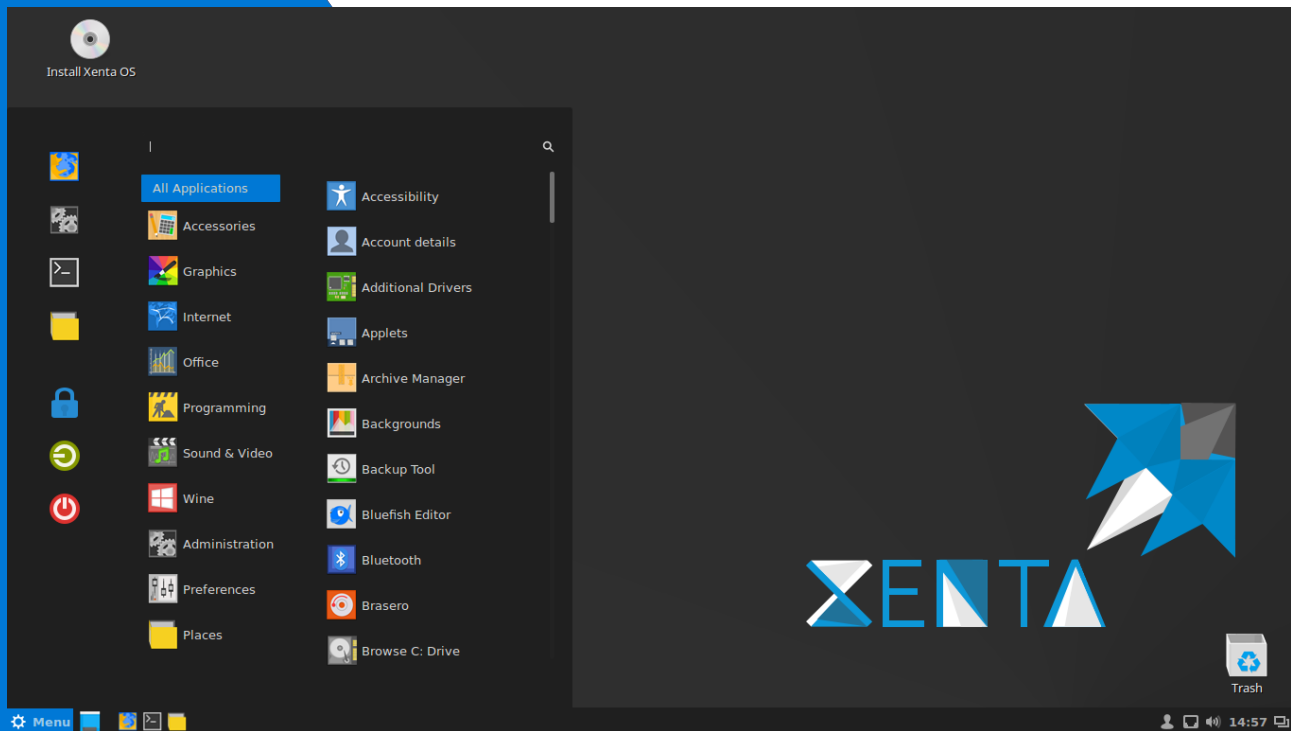 Install Xenta OS
All Applications
Accessories
Graphics
Internet
Office
Programming
Sound & Video
Wine
Administration
Preferences
Places
Accessibility
Account details
Additional Drivers
Applets
Archive Manager
Backgrounds
Backup Tool
Bluefish Editor
Bluetooth
Brasero
Browse C: Drive
XENTA
Trash
Menu
14:57